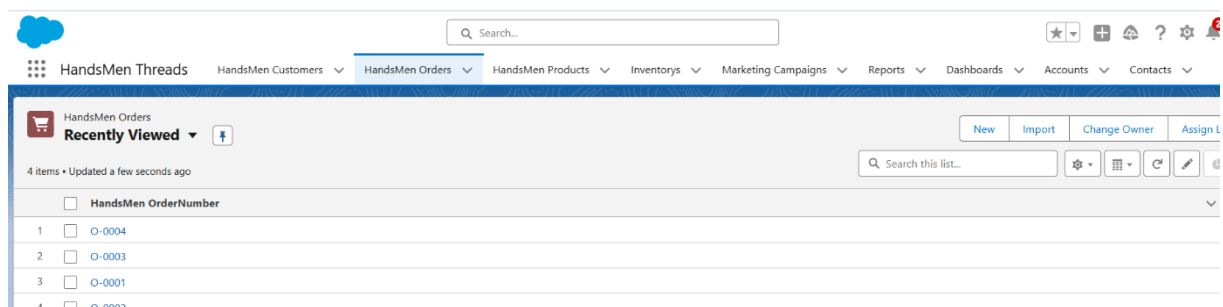 Search...
2
HandsMen Threads HandsMen Customers HandsMen Orders HandsMen Products Inventorys Marketing Campaigns Reports Dashboards Accounts Contacts
HandsMen Orders
Recently Viewed
New Import Change Owner Assign L
4 items • Updated a few seconds ago
Search this list...
HandsMen OrderNumber
1 O-0004
2 O-0003
3 O-0001